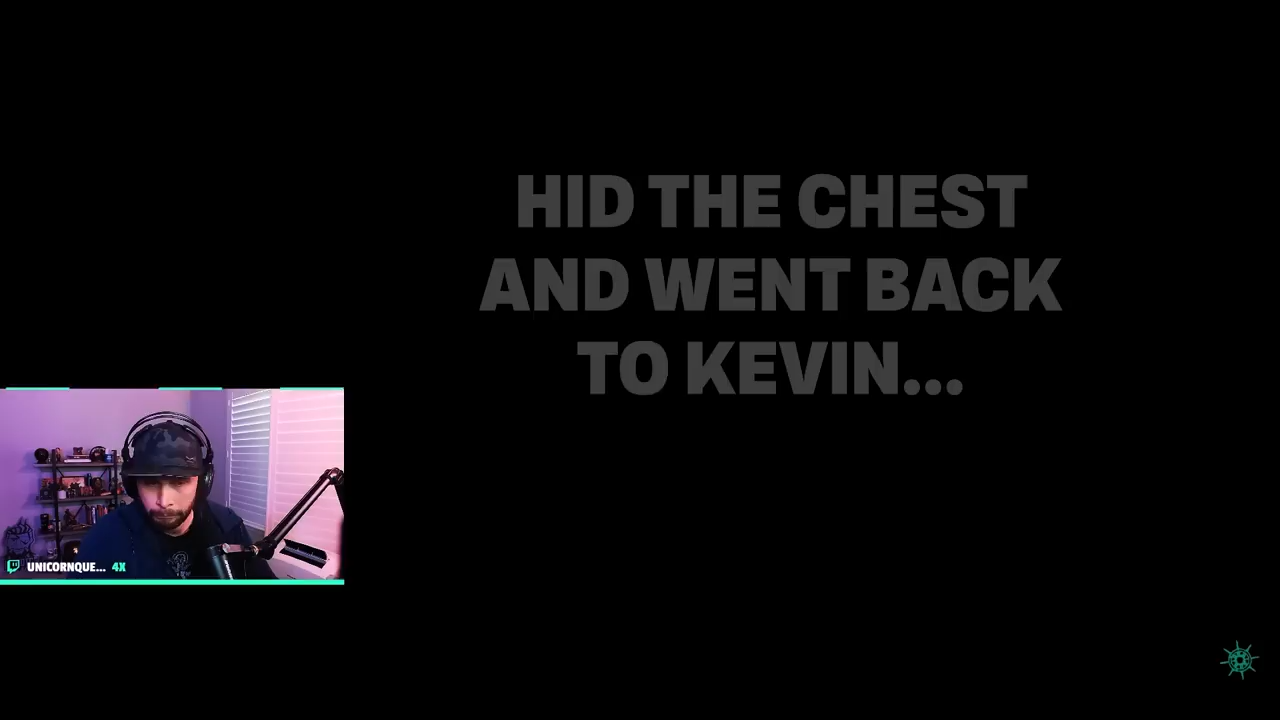 HID THE CHEST
AND WENT BACK
TO KEVIN...
UNICORNQUE... 4X